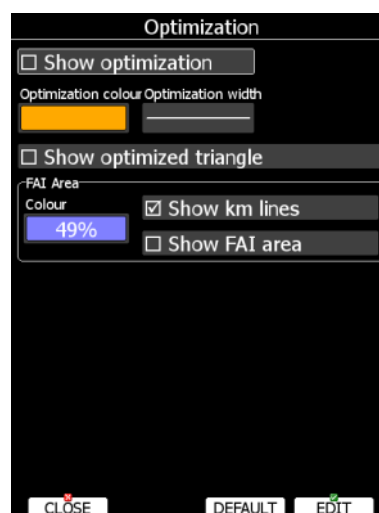 Optimization
Show optimization
Optimization colour Optimization width
Show optimized triangle
FAI Area
Colour
Show km lines
49%
Show FAI area
CLOSE DEFAULT EDIT